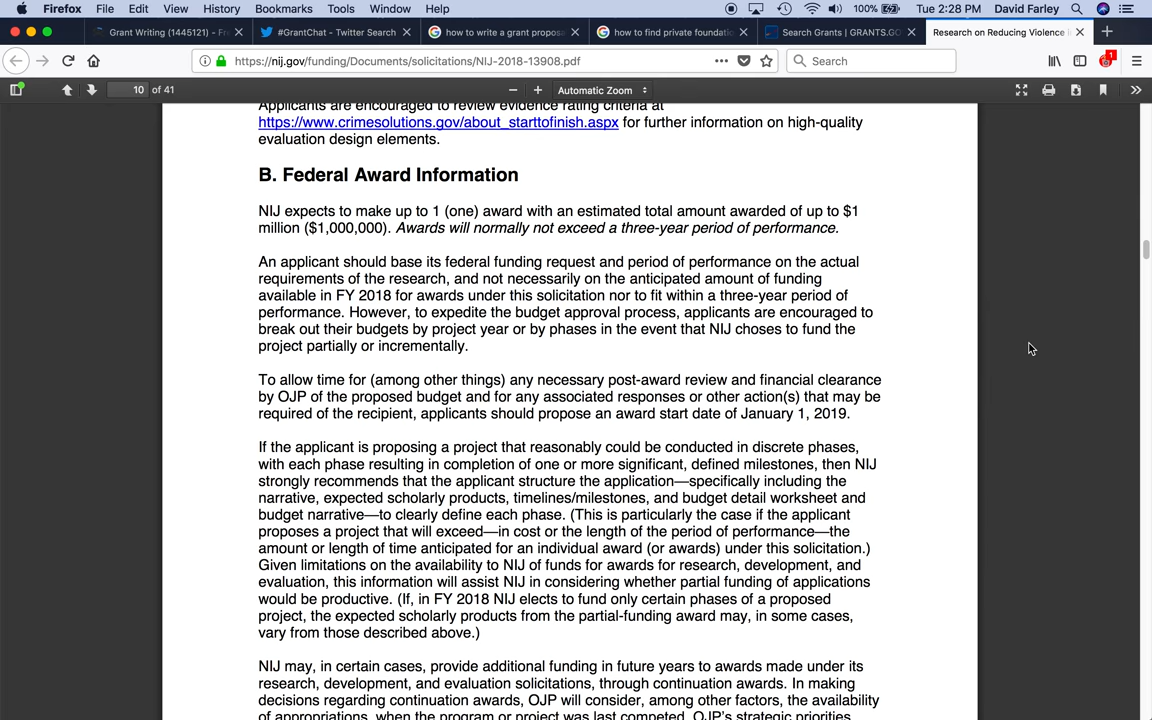 Firefox File Edit View History Bookmarks Tools Window Help 100% Tue 2:28 PM David Farley
Grant Writing (1445121) - Fr
#GrantChat - Twitter Search
how to write a grant proposa
how to find private foundation
Search Grants | GRANTS.GO
Research on Reducing Violence i
https://nij.gov/funding/Documents/solicitations/NIJ-2018-13908.pdf
Search
1
10 of 41
Automatic Zoom
Applicants are encouraged to review evidence rating criteria at
https://www.crimesolutions.gov/about_starttofinish.aspx for further information on high-quality
evaluation design elements.
B. Federal Award Information
NIJ expects to make up to 1 (one) award with an estimated total amount awarded of up to $1
million ($1,000,000). Awards will normally not exceed a three-year period of performance.
An applicant should base its federal funding request and period of performance on the actual
requirements of the research, and not necessarily on the anticipated amount of funding
available in FY 2018 for awards under this solicitation nor to fit within a three-year period of
performance. However, to expedite the budget approval process, applicants are encouraged to
break out their budgets by project year or by phases in the event that NIJ choses to fund the
project partially or incrementally.
To allow time for (among other things) any necessary post-award review and financial clearance
by OJP of the proposed budget and for any associated responses or other action(s) that may be
required of the recipient, applicants should propose an award start date of January 1, 2019.
If the applicant is proposing a project that reasonably could be conducted in discrete phases,
with each phase resulting in completion of one or more significant, defined milestones, then NIJ
strongly recommends that the applicant structure the application—specifically including the
narrative, expected scholarly products, timelines/milestones, and budget detail worksheet and
budget narrative—to clearly define each phase. (This is particularly the case if the applicant
proposes a project that will exceed—in cost or the length of the period of performance—the
amount or length of time anticipated for an individual award (or awards) under this solicitation.)
Given limitations on the availability to NIJ of funds for awards for research, development, and
evaluation, this information will assist NIJ in considering whether partial funding of applications
would be productive. (If, in FY 2018 NIJ elects to fund only certain phases of a proposed
project, the expected scholarly products from the partial-funding award may, in some cases,
vary from those described above.)
NIJ may, in certain cases, provide additional funding in future years to awards made under its
research, development, and evaluation solicitations, through continuation awards. In making
decisions regarding continuation awards, OJP will consider, among other factors, the availability
of appropriations, when the program or project was last competed, OJP's strategic priorities